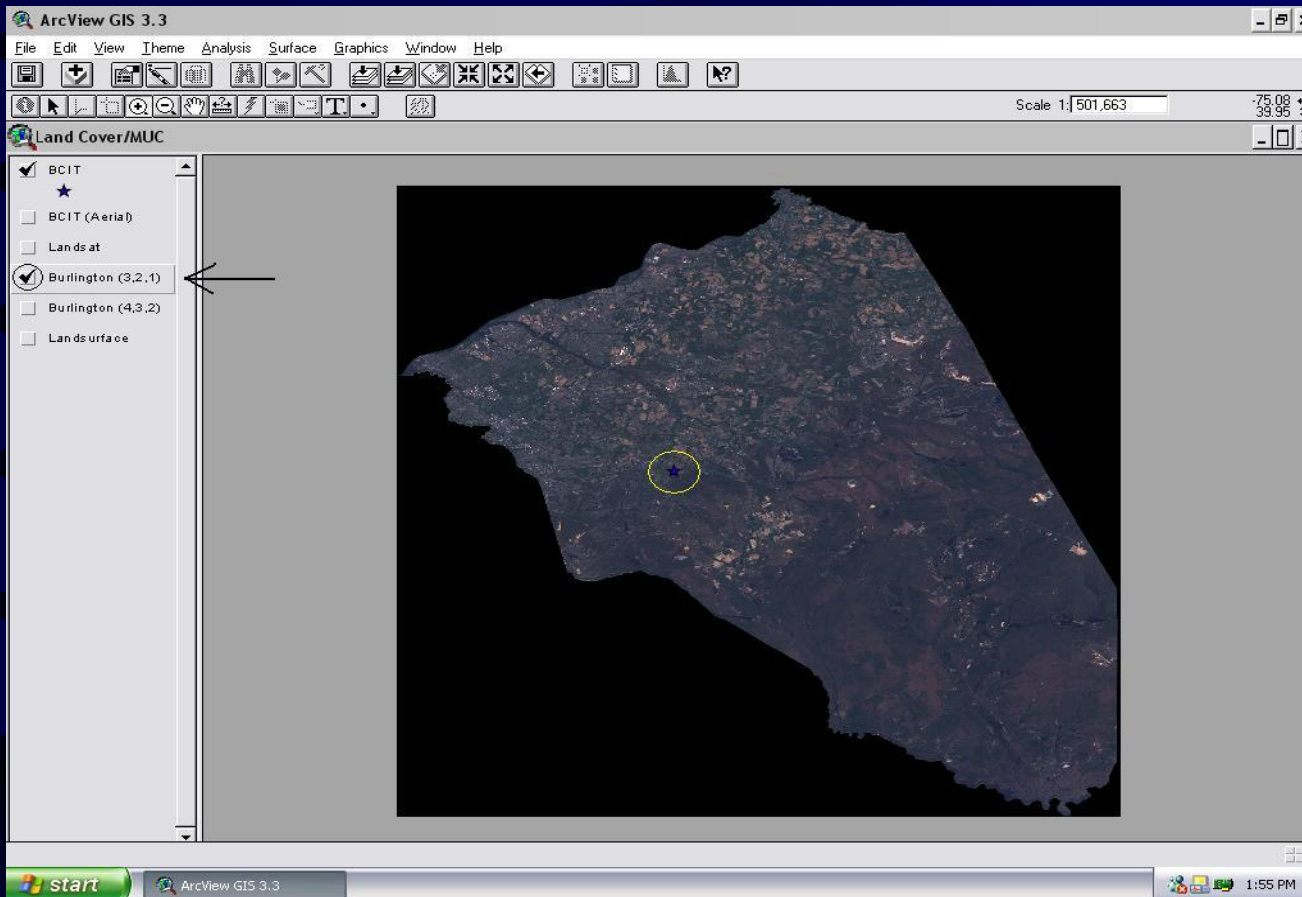 ArcView GIS 3.3
File Edit View Theme Analysis Surface Graphics Window Help
Scale 1: 501,663
-75.08
39.95
Land Cover/MUC
BCIT
BCIT (Aerial)
Landsat
Burlington (3,2,1)
Burlington (4,3,2)
Landsurface
start ArcView GIS 3.3 1:55 PM